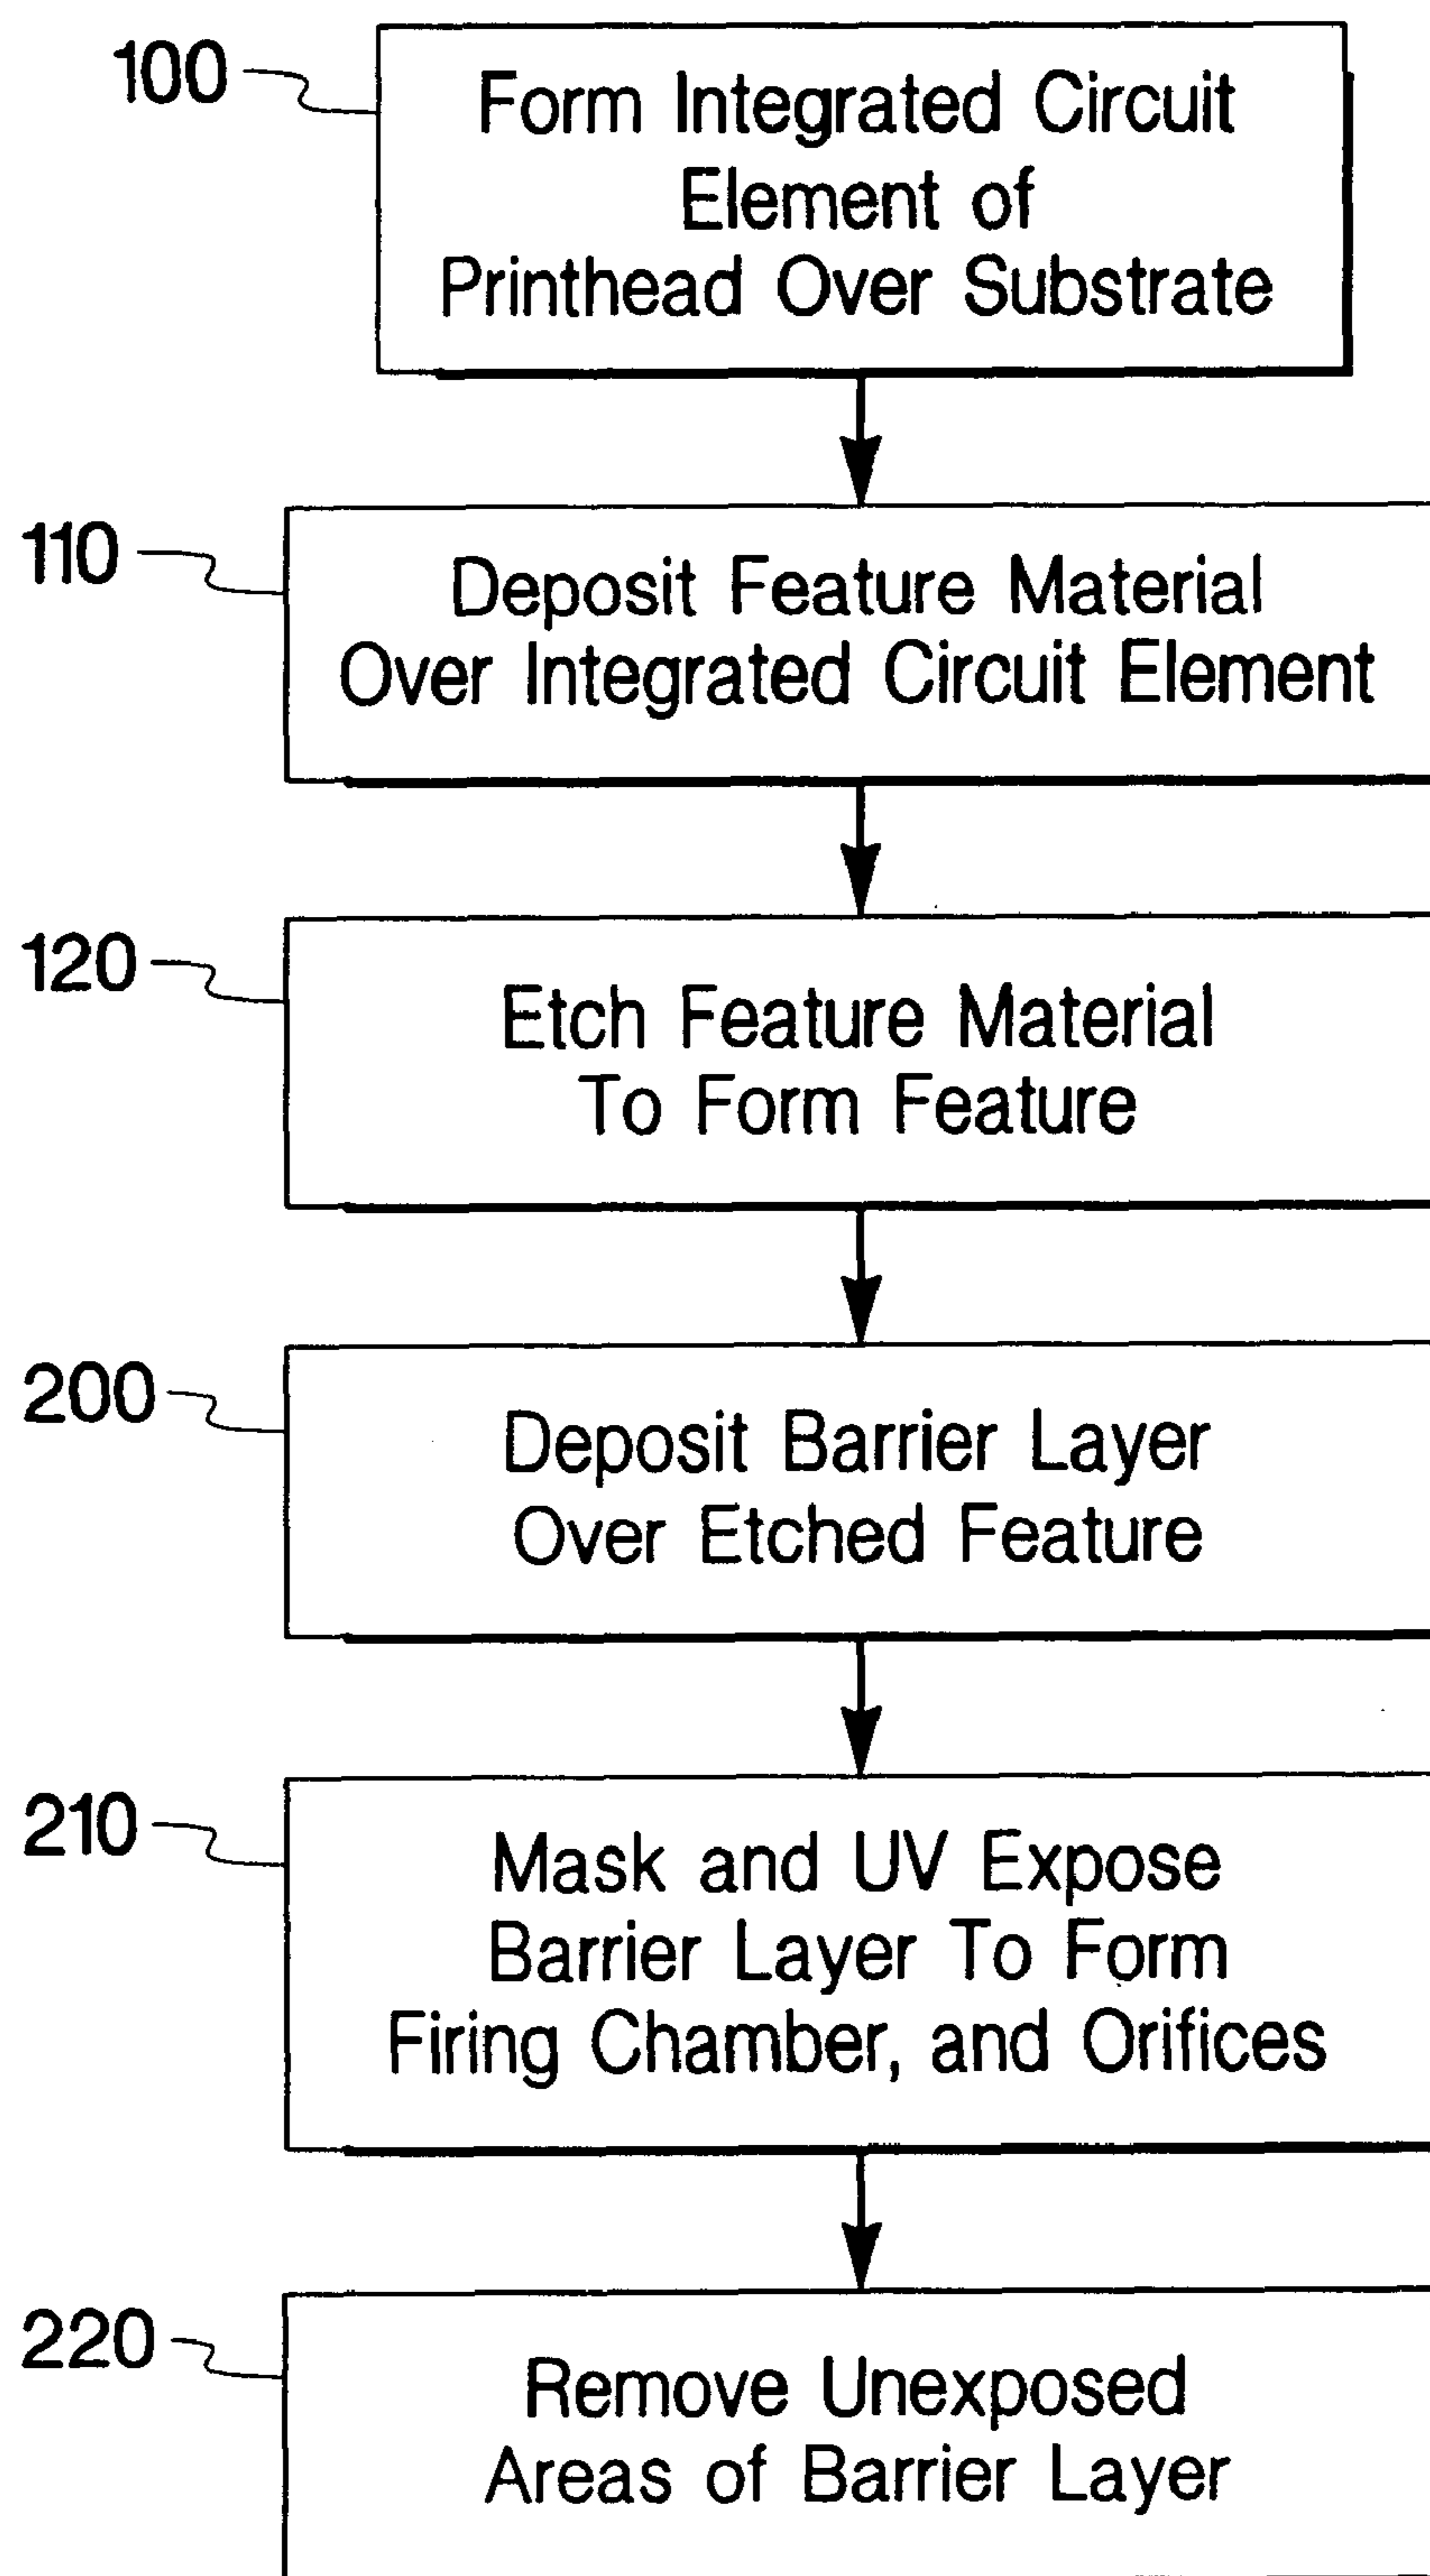 100
Form Integrated Circuit
Element of
Printhead Over Substrate
110
Deposit Feature Material
Over Integrated Circuit Element
120
Etch Feature Material
To Form Feature
200
Deposit Barrier Layer
Over Etched Feature
210
Mask and UV Expose
Barrier Layer To Form
Firing Chamber, and Orifices
220
Remove Unexposed
Areas of Barrier Layer